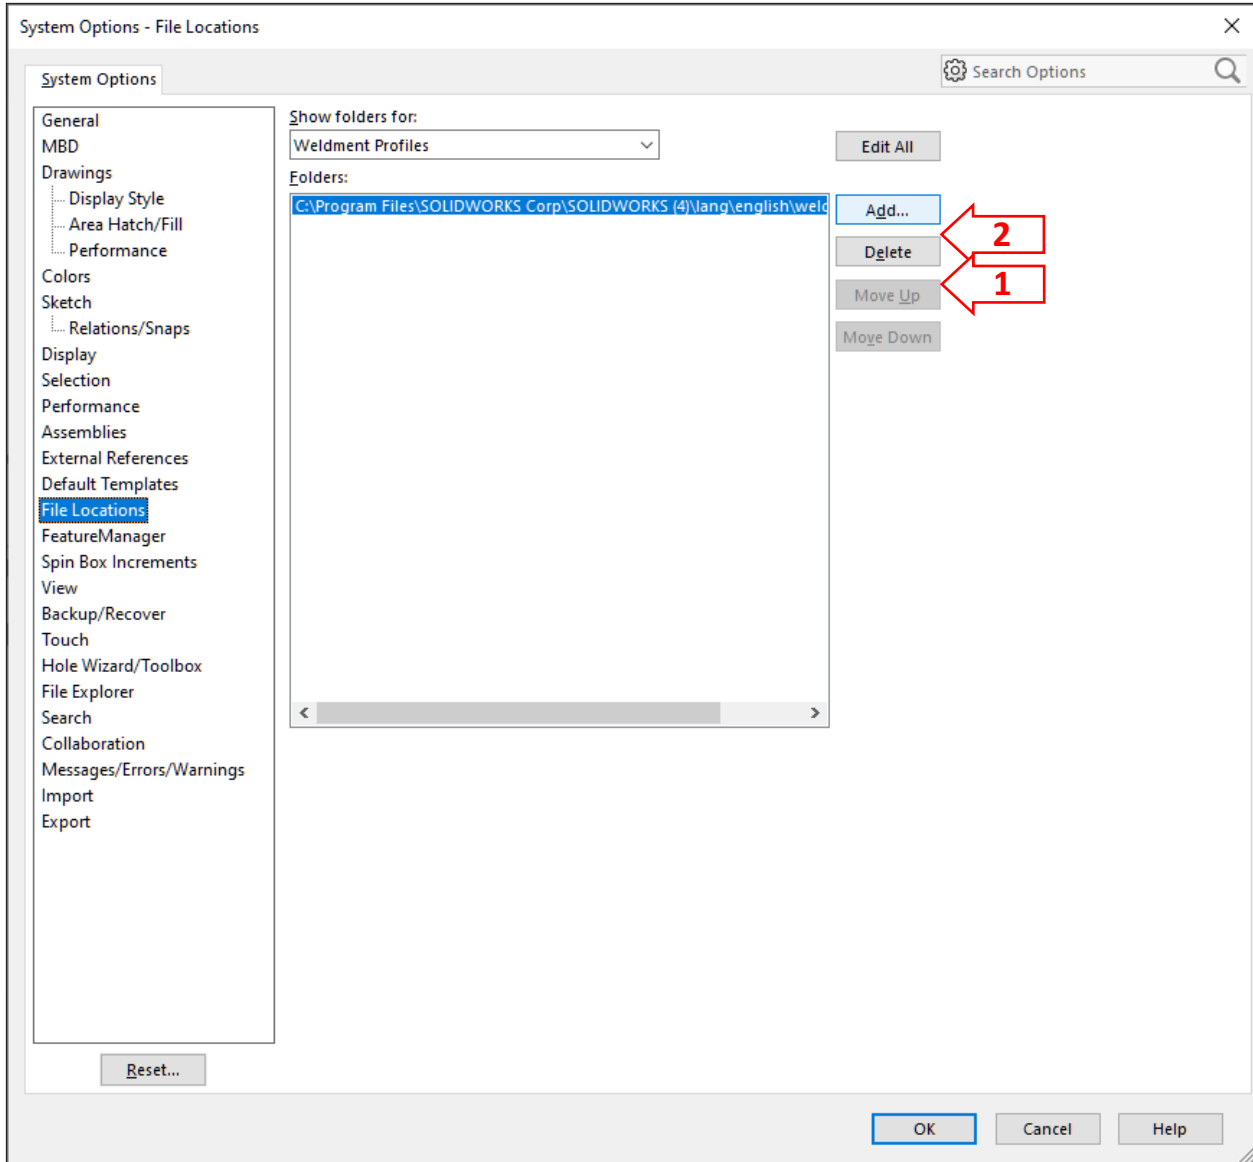 System Options - File Locations
System Options
Search Options
General
MBD
Drawings
Display Style
Area Hatch/Fill
Performance
Colors
Sketch
Relations/Snaps
Display
Selection
Performance
Assemblies
External References
Default Templates
File Locations
FeatureManager
Spin Box Increments
View
Backup/Recover
Touch
Hole Wizard/Toolbox
File Explorer
Search
Collaboration
Messages/Errors/Warnings
Import
Export
Reset...
Show folders for:
Weldment Profiles
Edit All
Folders:
C:\Program Files\SOLIDWORKS Corp\SOLIDWORKS (4)\lang\english\weld
Add...
2
Delete
1
Move Up
Move Down
OK
Cancel
Help